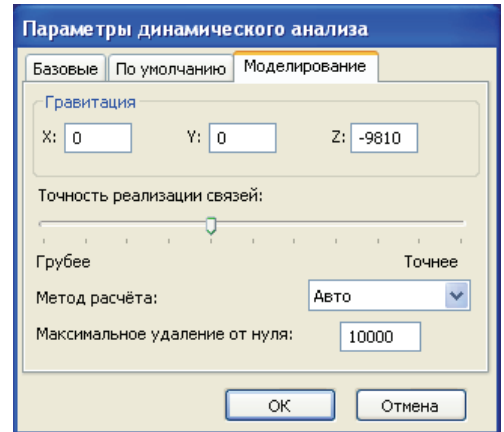 Параметры динамического анализа
Базовые По умолчанию Моделирование
Гравитация
X: 0 Y: 0 Z: -9810
Точность реализации связей:
Грубее Точнее
Метод расчёта: Авто
Максимальное удаление от нуля: 10000
ОК Отмена